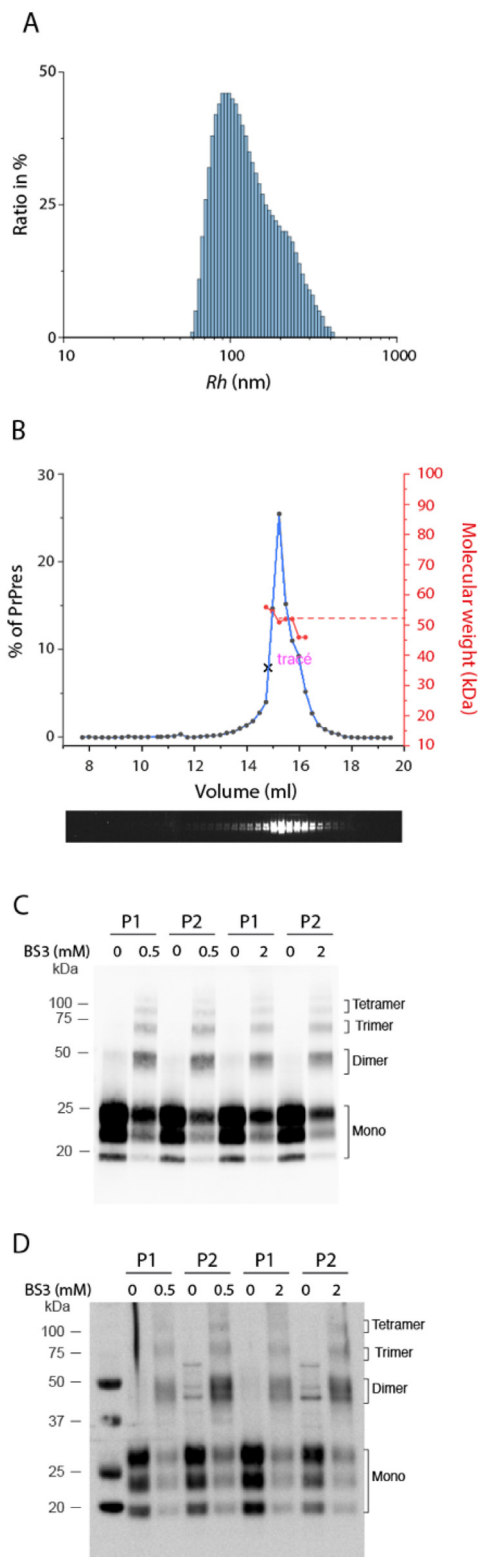 A
50
Ratio in %
25
0
10 100 1000
Rh (nm)
B
30 100
90
80
20 70
60
50
10 40
30
20
0 10
% of PrPres
Molecular weight (kDa)
tracé
8 10 12 14 16 18 20
Volume (ml)
C
P1 P2 P1 P2
BS3 (mM) 0 0.5 0 0.5 0 2 0 2
kDa
100 Tetramer
75 Trimer
50 Dimer
25 Mono
20
D
P1 P2 P1 P2
BS3 (mM) 0 0.5 0 0.5 0 2 0 2
kDa
100 Tetramer
75 Trimer
50 Dimer
37
25 Mono
20